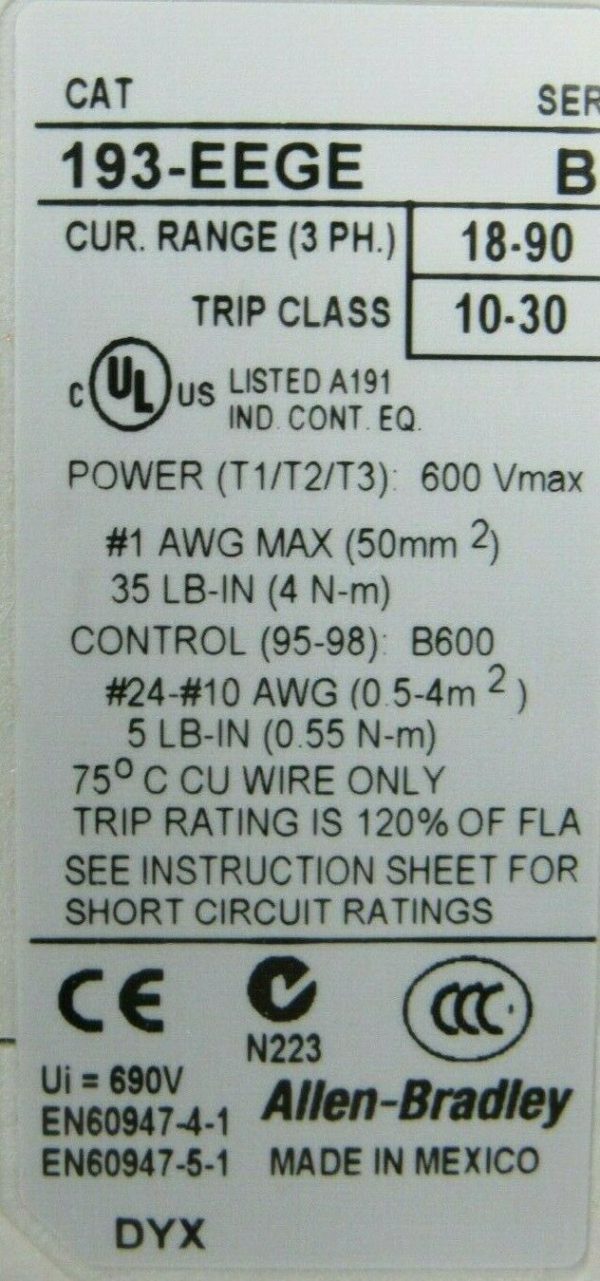 CAT SER
193-EEGE B
CUR. RANGE (3 PH.) 18-90
TRIP CLASS 10-30
C UL US LISTED A191
IND. CONT. EQ.
POWER (T1/T2/T3): 600 Vmax
#1 AWG MAX (50mm ²)
35 LB-IN (4 N-m)
CONTROL (95-98): B600
#24-#10 AWG (0.5-4m ²)
5 LB-IN (0.55 N-m)
75° C CU WIRE ONLY
TRIP RATING IS 120% OF FLA
SEE INSTRUCTION SHEET FOR
SHORT CIRCUIT RATINGS
CE CCC
N223
Ui = 690V
Allen-Bradley
EN60947-4-1
EN60947-5-1 MADE IN MEXICO
DYX